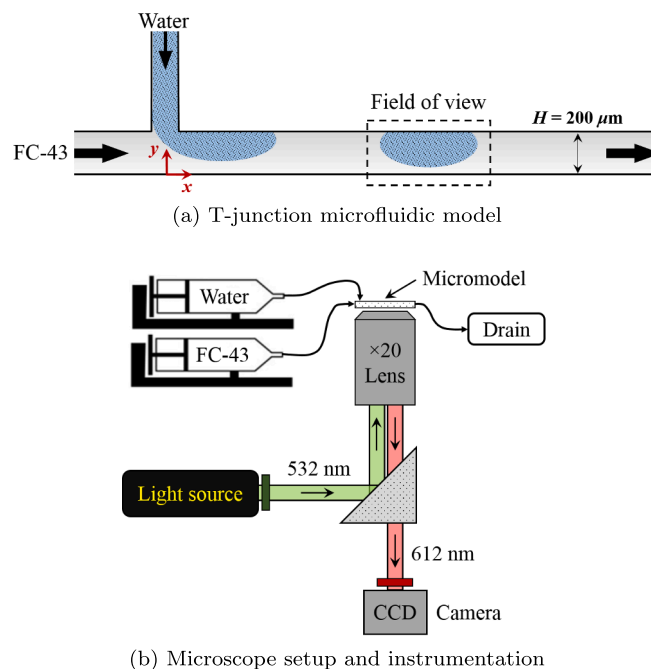 Water
Field of view
H = 200 μm
FC-43
y
x
(a) T-junction microfluidic model
Micromodel
Water
Drain
FC-43
×20
Lens
532 nm
Light source
612 nm
CCD
Camera
(b) Microscope setup and instrumentation